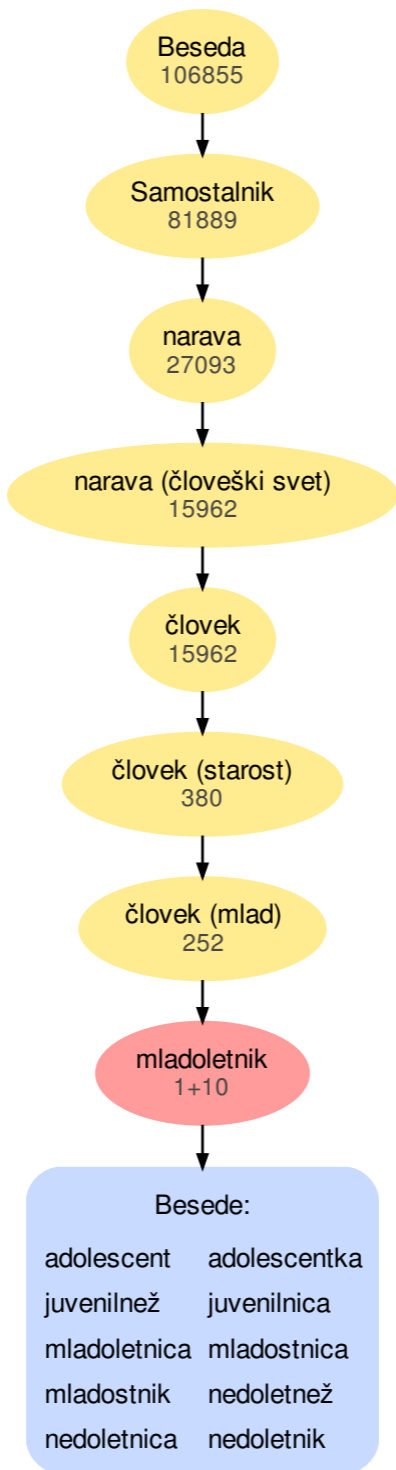 Beseda
106855
Samostalnik
81889
narava
27093
narava (človeški svet)
15962
človek
15962
človek (starost)
380
človek (mlad)
252
mladoletnik
1+10
Besede:
adolescent adolescentka
juvenilnež juvenilnica
mladoletnica mladostnica
mladostnik nedoletnež
nedoletnica nedoletnik